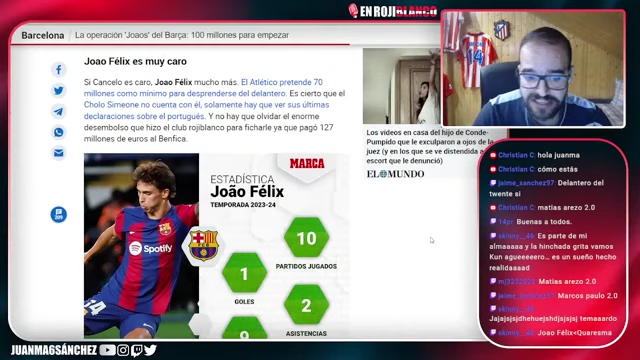 EN ROJIBLANCO
Barcelona
La operación 'Joaos' del Barça: 100 millones para empezar
Joao Félix es muy caro
Si Cancelo es caro, Joao Félix mucho más. El Atlético pretende 70
millones como mínimo para desprenderse del delantero. Es cierto que el
Cholo Simeone no cuenta con él, solamente hay que ver sus últimas
declaraciones sobre el portugués. Y no hay que olvidar el enorme
desembolso que hizo el club rojiblanco para ficharle ya que pagó 127
millones de euros al Benfica.
MARCA
ESTADÍSTICA
João Félix
TEMPORADA 2023-24
10
PARTIDOS JUGADOS
1
GOLES
2
ASISTENCIAS
Spotify
14
Los vídeos en casa del hijo de Conde-
Pumpido que le exculparon a ojos de la
juez (y en los que se ve distendida a
escort que le denunció)
EL MUNDO
14
Christian C: hola juanma
Christian C: cómo estás
jaime_sanchez97: Delantero del
twente si
Christian C: matias arezo 2.0
14pr: Buenas a todos.
skinny__46: Es parte de mi
almaaaaa y la hinchada grita vamos
Kun agueeeeero… es un sueño hecho
realidaaaad
Matias arezo 2.0
Marcos paulo 2.0
Jajajsjsjdhehuejshdjsjsjsj temaardo
Joao Félix<Quaresma
JUANMA6SÁNCHEZ